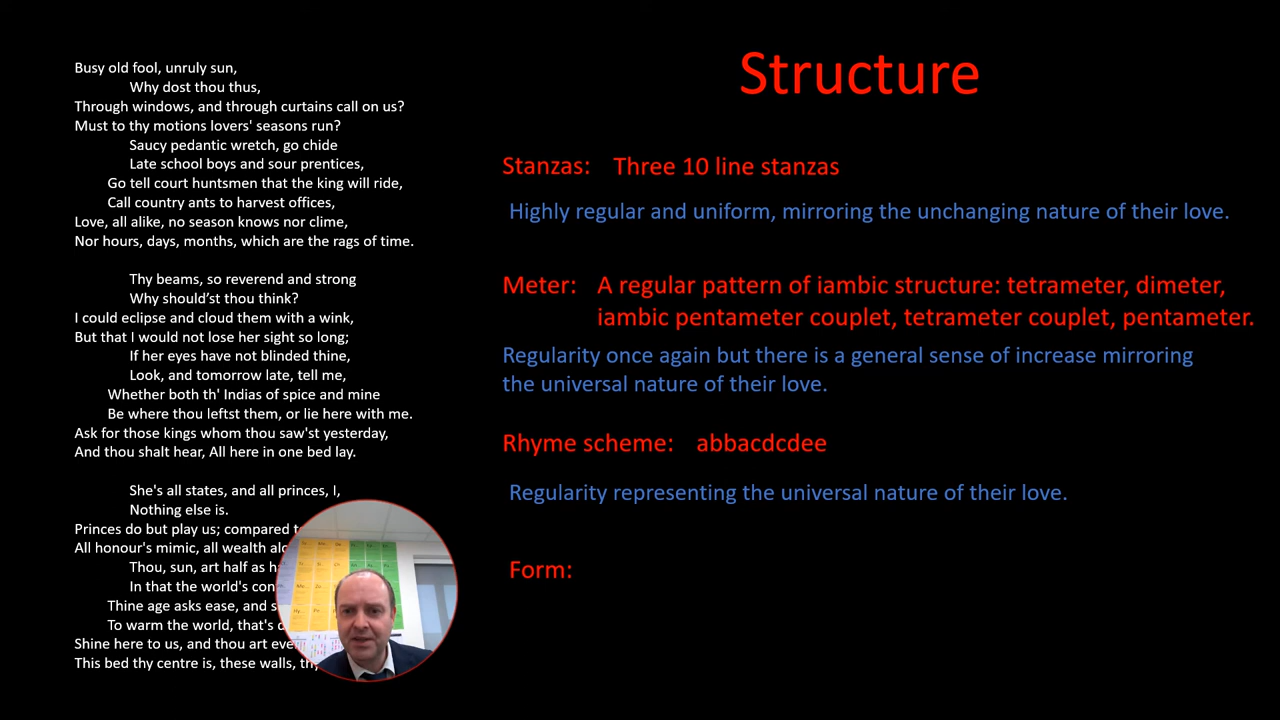 Busy old fool, unruly sun,
Why dost thou thus,
Through windows, and through curtains call on us?
Must to thy motions lovers' seasons run?
Saucy pedantic wretch, go chide
Late school boys and sour prentices,
Go tell court huntsmen that the king will ride,
Call country ants to harvest offices,
Love, all alike, no season knows nor clime,
Nor hours, days, months, which are the rags of time.
Thy beams, so reverend and strong
Why should'st thou think?
I could eclipse and cloud them with a wink,
But that I would not lose her sight so long;
If her eyes have not blinded thine,
Look, and tomorrow late, tell me,
Whether both th' Indias of spice and mine
Be where thou leftst them, or lie here with me.
Ask for those kings whom thou saw'st yesterday,
And thou shalt hear, All here in one bed lay.
She's all states, and all princes, I,
Nothing else is.
Princes do but play us; compared
All honour's mimic, all wealth
Thou, sun, art half as
In that the world's
Thine age asks ease, and
To warm the world, that's
Shine here to us, and thou art
This bed thy centre is, these walls,
Structure
Stanzas: Three 10 line stanzas
Highly regular and uniform, mirroring the unchanging nature of their love.
Meter: A regular pattern of iambic structure: tetrameter, dimeter,
iambic pentameter couplet, tetrameter couplet, pentameter.
Regularity once again but there is a general sense of increase mirroring
the universal nature of their love.
Rhyme scheme: abbacdcdee
Regularity representing the universal nature of their love.
Form: